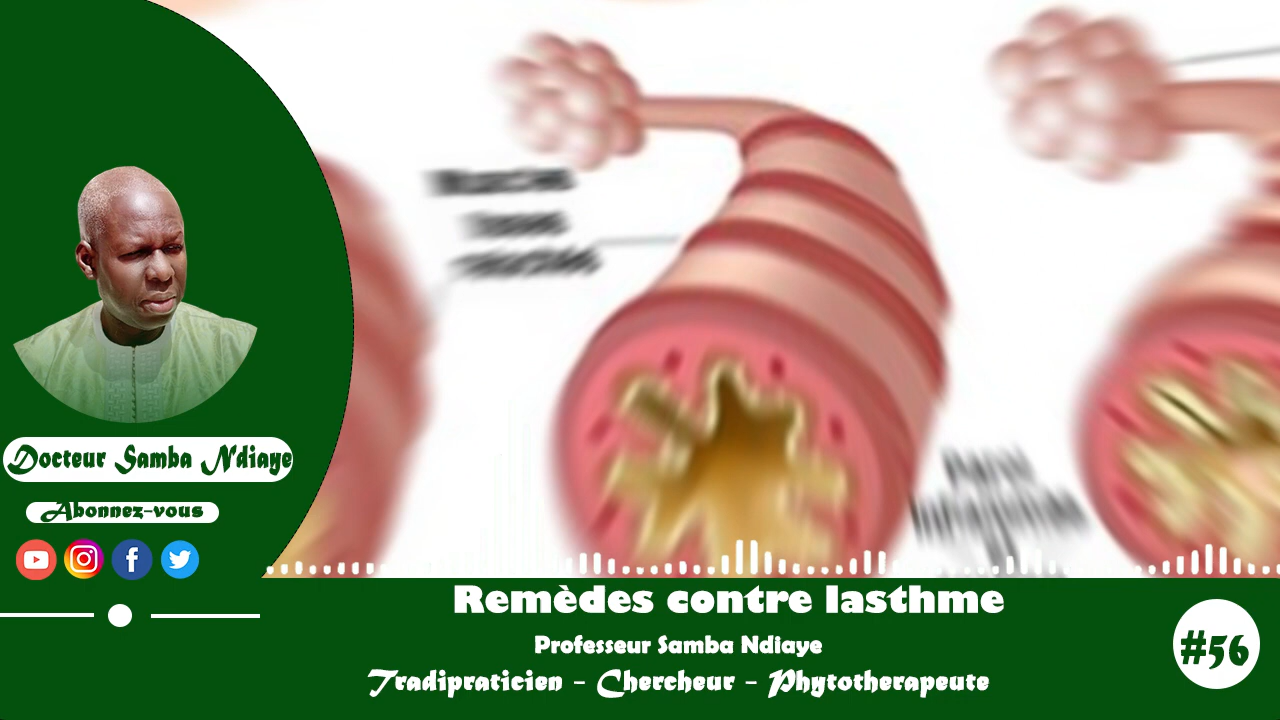 Docteur Samba N'diaye
Abonnez-vous
Remèdes contre lasthme
Professeur Samba Ndiaye
Tradipraticien - Chercheur - Phytotherapeute
#56